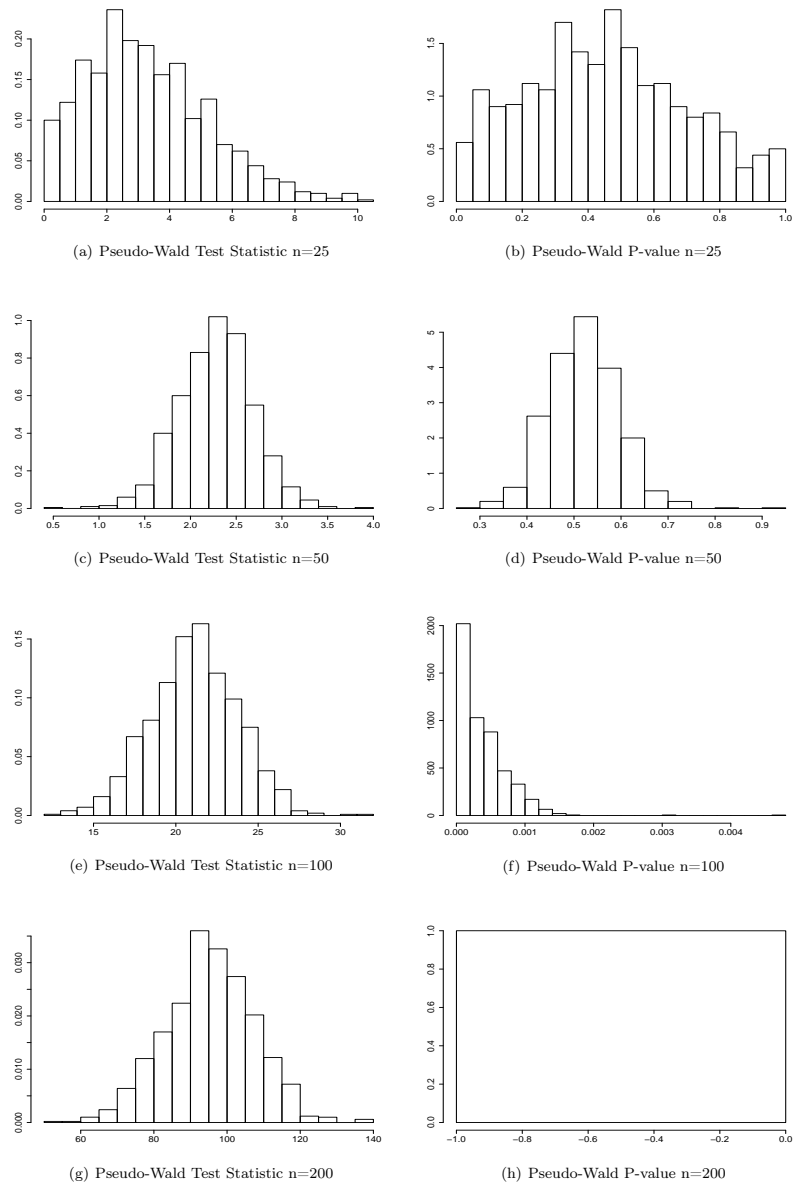 0.00 0.05 0.10 0.15 0.20
0 2 4 6 8 10
(a) Pseudo-Wald Test Statistic n=25
0.0 0.5 1.0 1.5
0.0 0.2 0.4 0.6 0.8 1.0
(b) Pseudo-Wald P-value n=25
0.0 0.2 0.4 0.6 0.8 1.0
0.5 1.0 1.5 2.0 2.5 3.0 3.5 4.0
(c) Pseudo-Wald Test Statistic n=50
0 1 2 3 4 5
0.3 0.4 0.5 0.6 0.7 0.8 0.9
(d) Pseudo-Wald P-value n=50
0.00 0.05 0.10 0.15
15 20 25 30
(e) Pseudo-Wald Test Statistic n=100
0 500 1000 1500 2000
0.000 0.001 0.002 0.003 0.004
(f) Pseudo-Wald P-value n=100
0.000 0.010 0.020 0.030
60 80 100 120 140
(g) Pseudo-Wald Test Statistic n=200
0.0 0.2 0.4 0.6 0.8 1.0
−1.0 −0.8 −0.6 −0.4 −0.2 0.0
(h) Pseudo-Wald P-value n=200